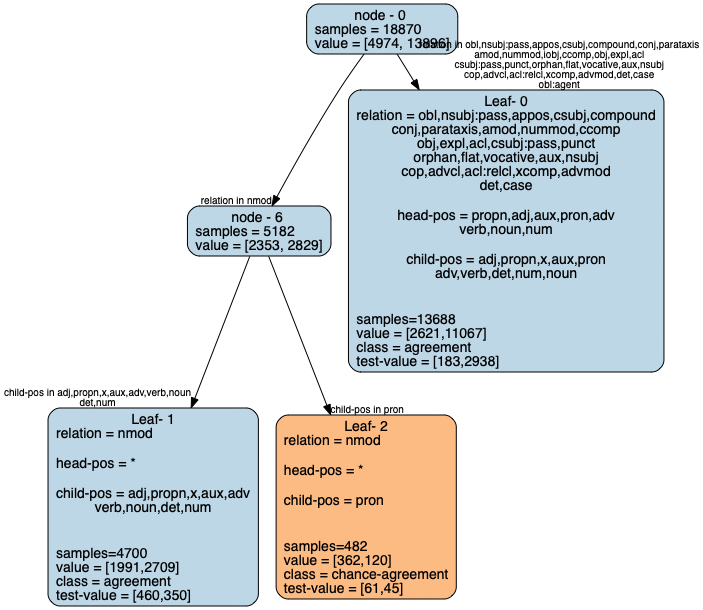 node - 0
samples = 18870
value = [4974, 13896]
in obl,nsubj:pass,appos,csubj,compound,conj,parataxis
amod,nummod,iobj,ccomp,obj,expl,acl
csubj:pass,punct,orphan,flat,vocative,aux,nsubj
cop,advcl,acl:relcl,xcomp,advmod,det,case
obl:agent
Leaf- 0
relation = obl,nsubj:pass,appos,csubj,compound
conj,parataxis,amod,nummod,ccomp
obj,expl,acl,csubj:pass,punct
orphan,flat,vocative,aux,nsubj
cop,advcl,acl:relcl,xcomp,advmod
det,case
head-pos = propn,adj,aux,pron,adv
verb,noun,num
child-pos = adj,propn,x,aux,pron
adv,verb,det,num,noun
samples=13688
value = [2621,11067]
class = agreement
test-value = [183,2938]
relation in nmod
node - 6
samples = 5182
value = [2353, 2829]
child-pos in adj,propn,x,aux,adv,verb,noun
det,num
Leaf- 1
relation = nmod
head-pos = *
child-pos = adj,propn,x,aux,adv
verb,noun,det,num
samples=4700
value = [1991,2709]
class = agreement
test-value = [460,350]
child-pos in pron
Leaf- 2
relation = nmod
head-pos = *
child-pos = pron
samples=482
value = [362,120]
class = chance-agreement
test-value = [61,45]